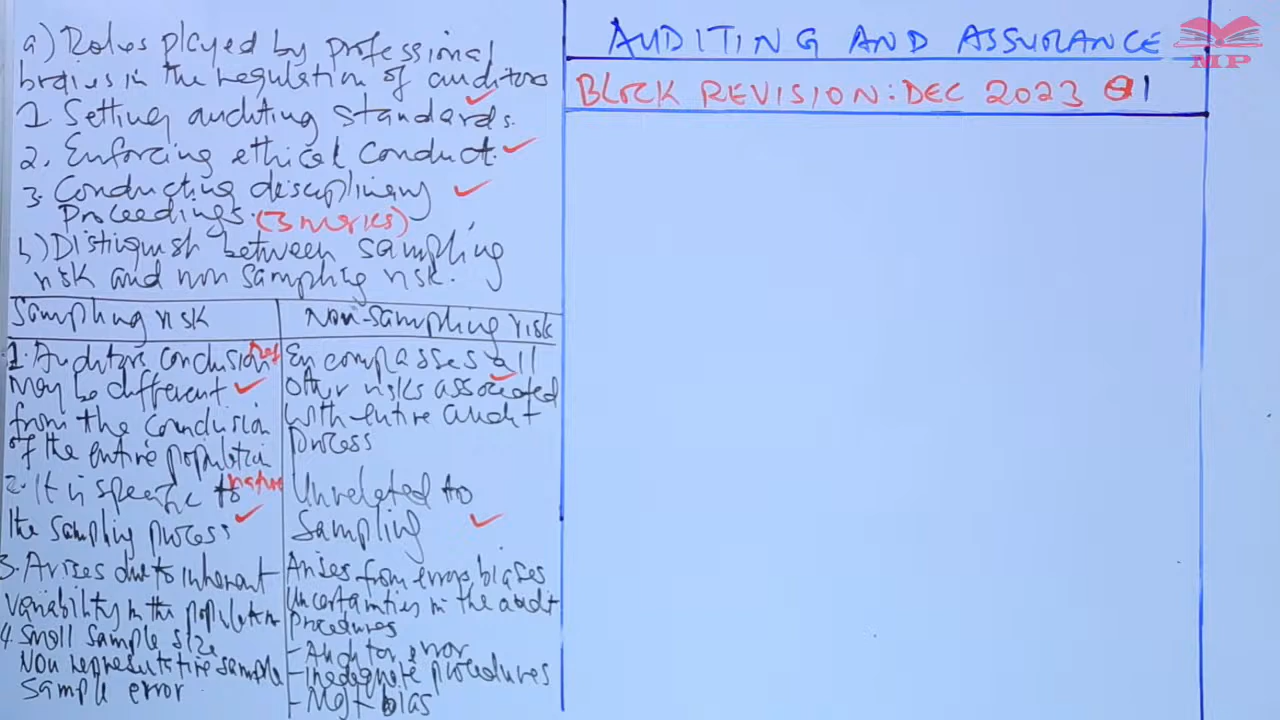 a) Roles played by professional
bodies in the regulation of auditors
1. Setting auditing standards.
2. Enforcing ethical conduct.
3. Conducting disciplinary
Proceedings. (3 marks)
b) Distinguish between sampling
risk and non sampling risk.
Sampling risk
1. Auditors conclusion Def
may be different
from the conclusion
of the entire population
2. It is specific to nature
the sampling process
3. Arises due to inherent
variability in the population
4. Small sample size
Non representative sample
sample error
Non-sampling risk
Encompasses all
other risks associated
with entire audit
process
Unrelated to
sampling
Arises from errors, biases
uncertainties in the audit
procedures
- Auditor error
- Inadequate procedures
- Mgt bias
AUDITING AND ASSURANCE
BLOCK REVISION: DEC 2023 Q1
MP